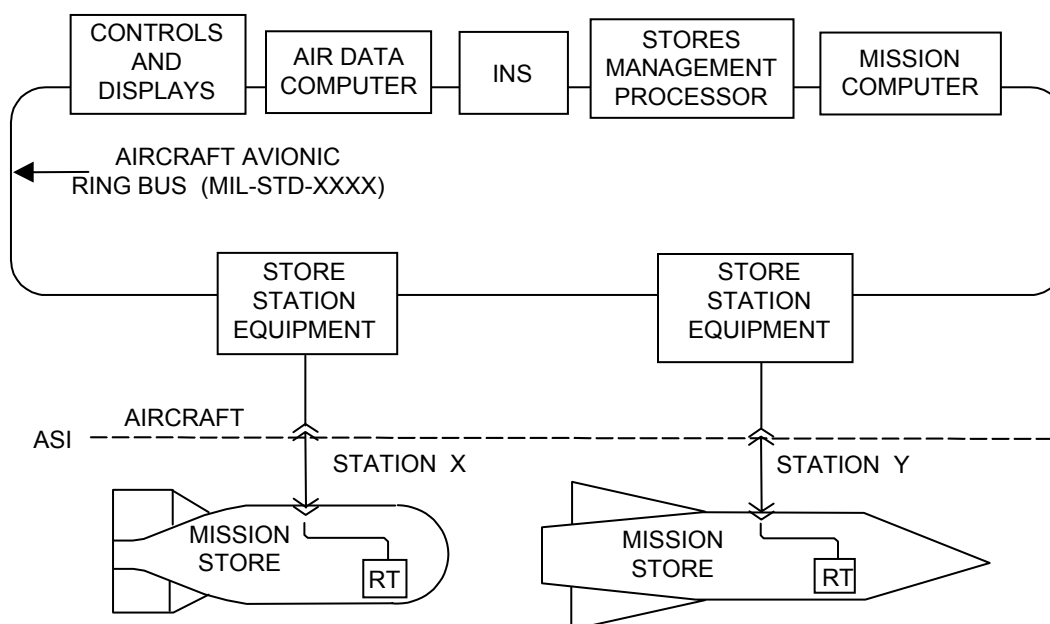 CONTROLS
AND
DISPLAYS
AIR DATA
COMPUTER
INS
STORES
MANAGEMENT
PROCESSOR
MISSION
COMPUTER
AIRCRAFT AVIONIC
RING BUS (MIL-STD-XXXX)
STORE
STATION
EQUIPMENT
STORE
STATION
EQUIPMENT
AIRCRAFT
ASI
STATION X
STATION Y
MISSION
STORE
RT
MISSION
STORE
RT